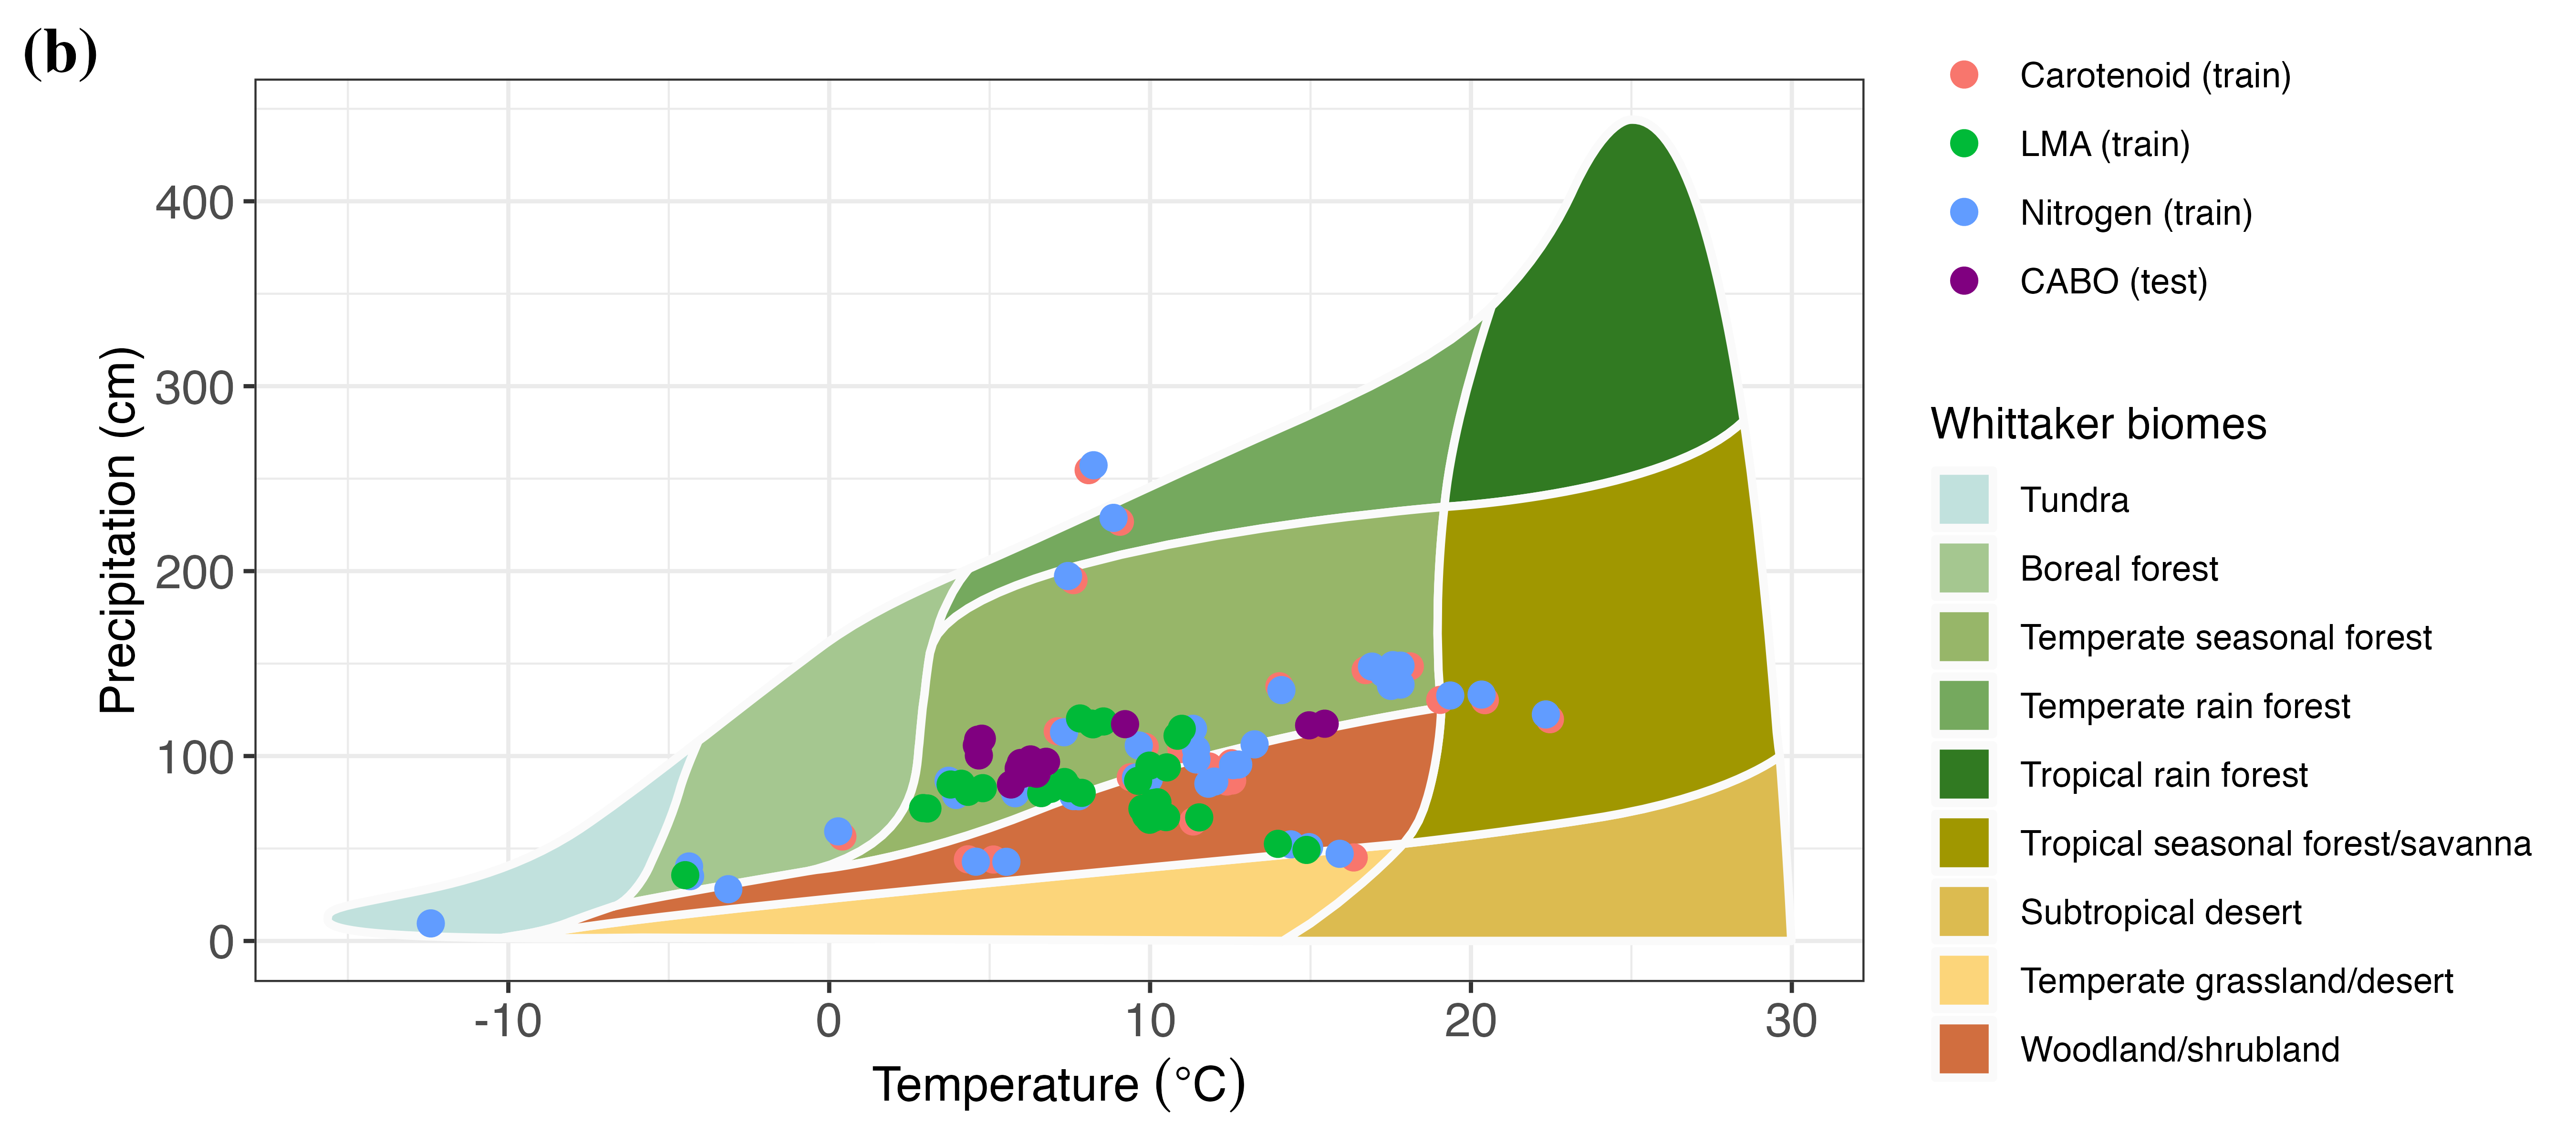 (b)
Precipitation (cm)
400
300
200
100
0
-10
0
10
20
30
Temperature (°C)
Carotenoid (train)
LMA (train)
Nitrogen (train)
CABO (test)
Whittaker biomes
Tundra
Boreal forest
Temperate seasonal forest
Temperate rain forest
Tropical rain forest
Tropical seasonal forest/savanna
Subtropical desert
Temperate grassland/desert
Woodland/shrubland